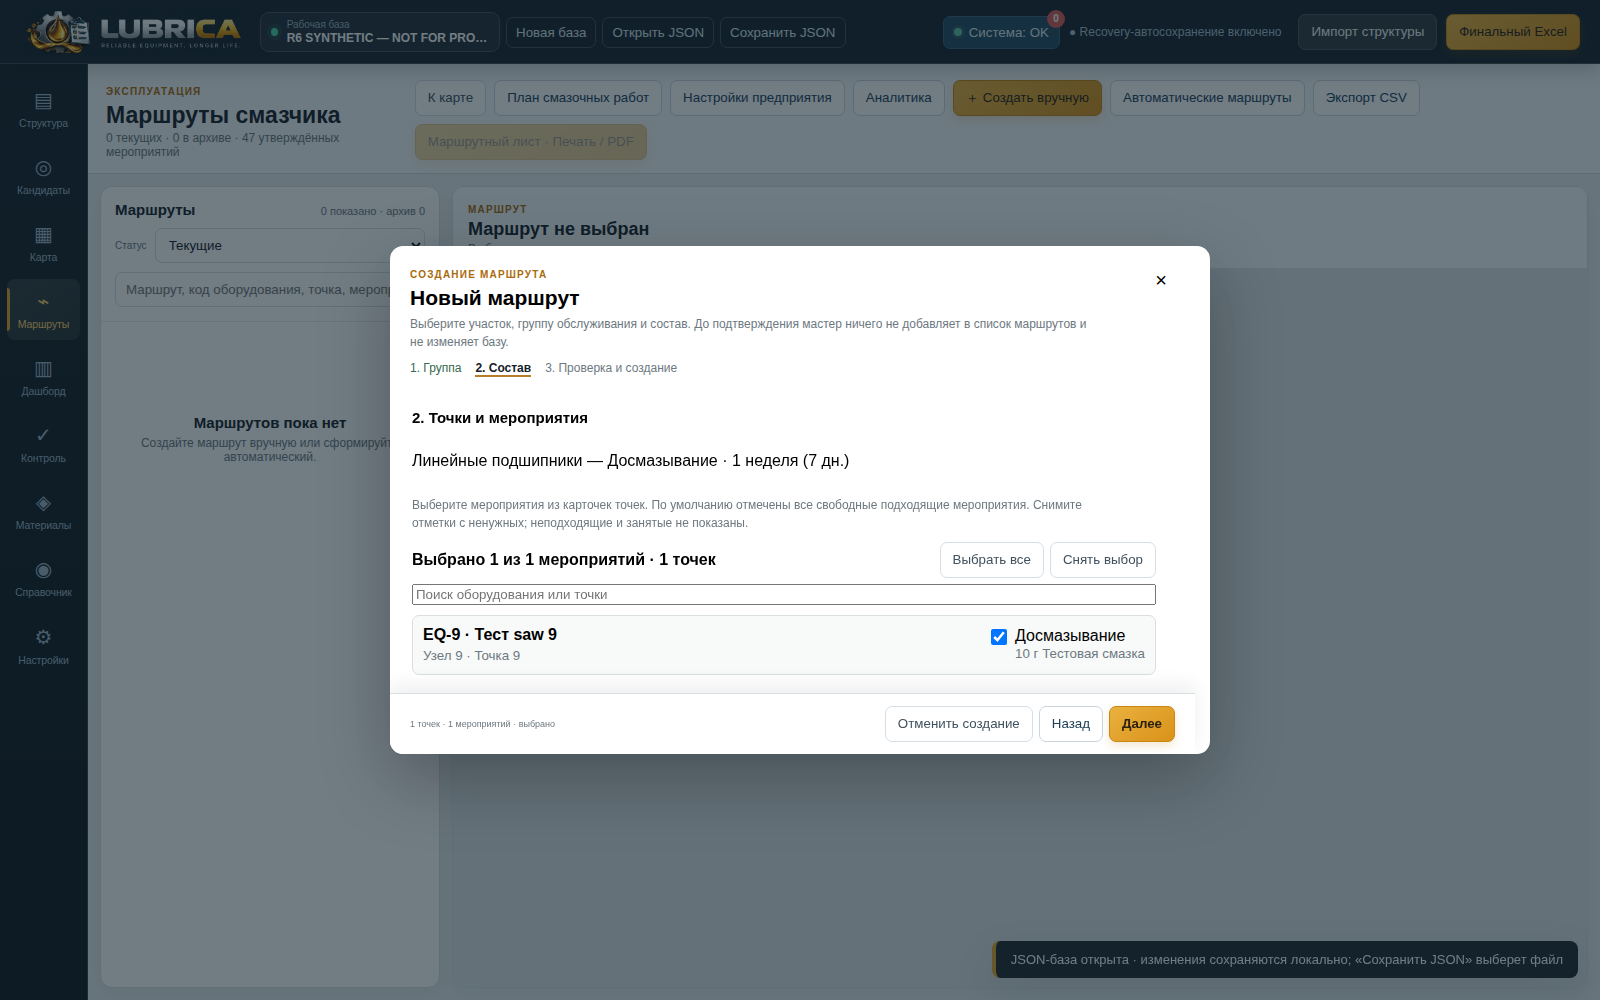 LUBRICA
RELIABLE EQUIPMENT. LONGER LIFE.
Рабочая база
R6 SYNTHETIC — NOT FOR PRO…
Новая база
Открыть JSON
Сохранить JSON
Система: OK
0
Recovery-автосохранение включено
Импорт структуры
Финальный Excel
Структура
Кандидаты
Карта
Маршруты
Дашборд
Контроль
Материалы
Справочник
Настройки
ЭКСПЛУАТАЦИЯ
Маршруты смазчика
0 текущих · 0 в архиве · 47 утверждённых
мероприятий
К карте
План смазочных работ
Настройки предприятия
Аналитика
+ Создать вручную
Автоматические маршруты
Экспорт CSV
Маршрутный лист · Печать / PDF
Маршруты
0 показано · архив 0
Статус
Текущие
Маршрут, код оборудования, точка, мероп
Маршрутов пока нет
Создайте маршрут вручную или сформируйт
автоматический.
МАРШРУТ
Маршрут не выбран
СОЗДАНИЕ МАРШРУТА
Новый маршрут
Выберите участок, группу обслуживания и состав. До подтверждения мастер ничего не добавляет в список маршрутов и
не изменяет базу.
1. Группа
2. Состав
3. Проверка и создание
2. Точки и мероприятия
Линейные подшипники — Досмазывание · 1 неделя (7 дн.)
Выберите мероприятия из карточек точек. По умолчанию отмечены все свободные подходящие мероприятия. Снимите
отметки с ненужных; неподходящие и занятые не показаны.
Выбрано 1 из 1 мероприятий · 1 точек
Выбрать все
Снять выбор
Поиск оборудования или точки
EQ-9 · Тест saw 9
Узел 9 · Точка 9
Досмазывание
10 г Тестовая смазка
1 точек · 1 мероприятий · выбрано
Отменить создание
Назад
Далее
JSON-база открыта · изменения сохраняются локально; «Сохранить JSON» выберет файл